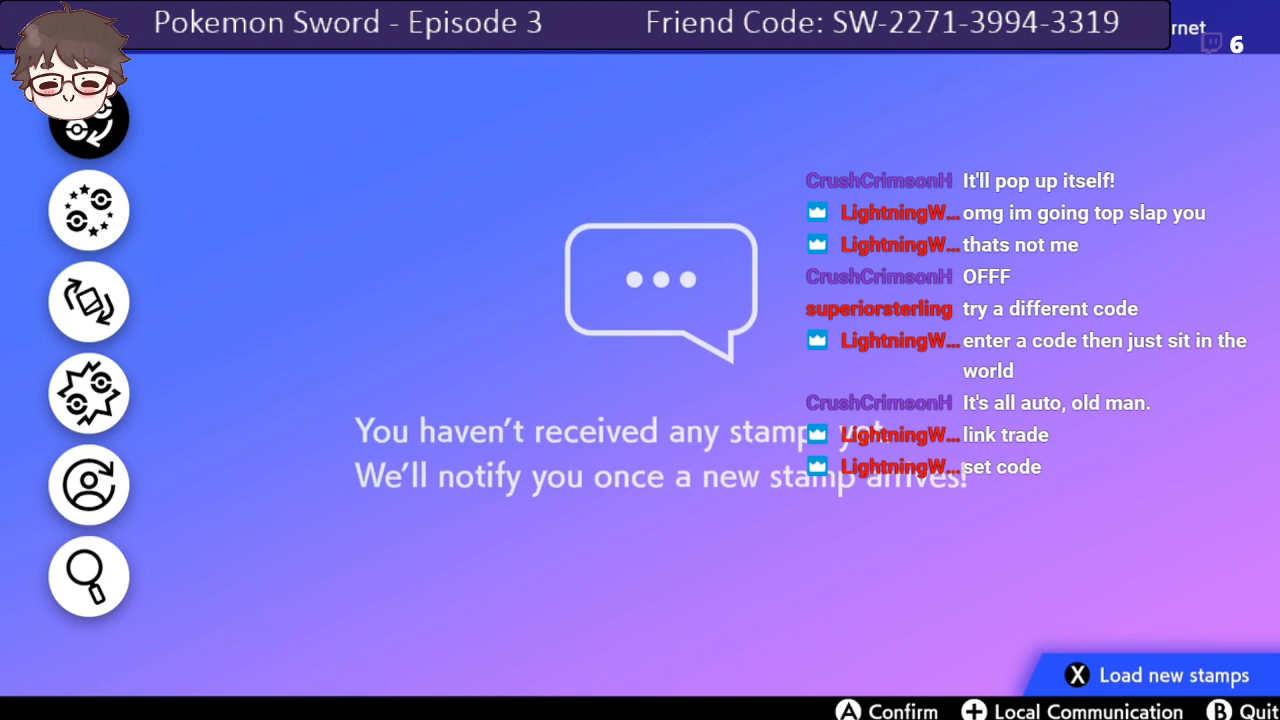 Pokemon Sword - Episode 3 Friend Code: SW-2271-3994-3319
rnet
6
CrushCrimsonH It'll pop up itself!
LightningW... omg im going top slap you
LightningW... thats not me
CrushCrimsonH OFFF
superiorsterling try a different code
LightningW... enter a code then just sit in the
world
CrushCrimsonH It's all auto, old man.
LightningW... link trade
LightningW... set code
You haven't received any stamp yet.
We'll notify you once a new stamp arrives!
X Load new stamps
A Confirm + Local Communication B Quit